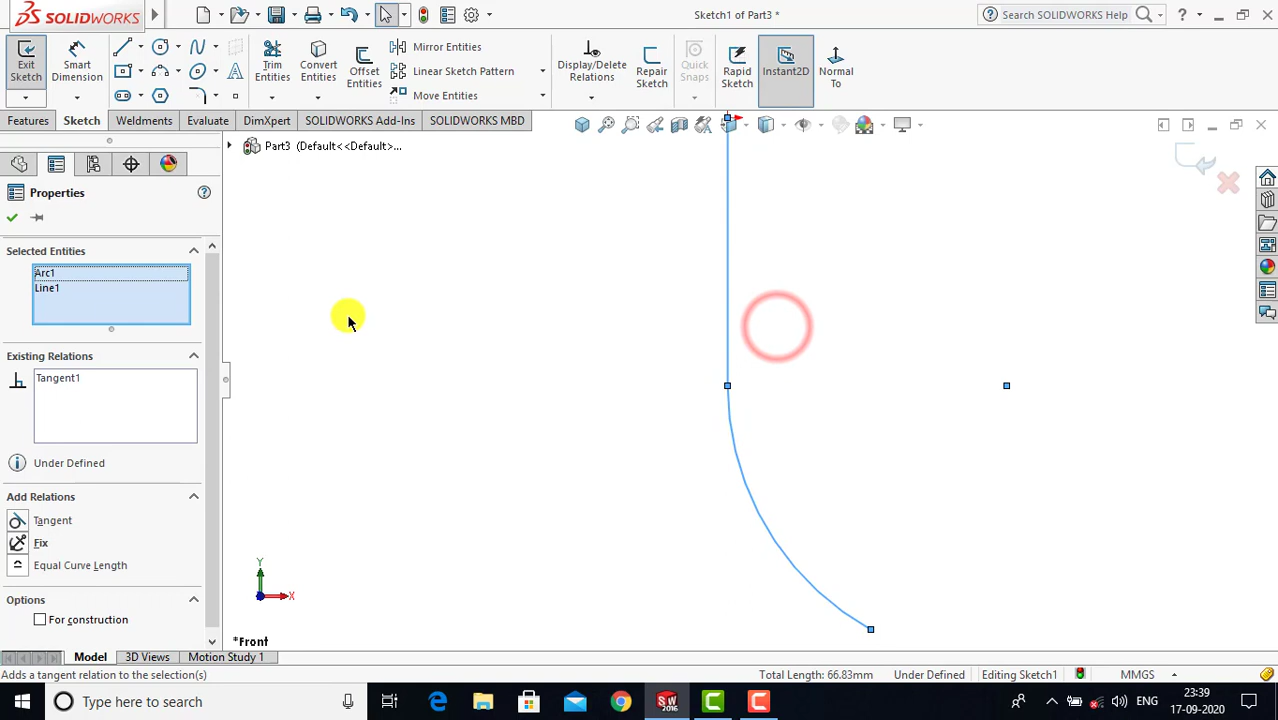 SOLIDWORKS
Sketch1 of Part3 *
Search SOLIDWORKS
Exit Sketch
Smart Dimension
Trim Entities
Convert Entities
Offset Entities
Mirror Entities
Linear Sketch Pattern
Move Entities
Display/Delete Relations
Repair Sketch
Quick Snaps
Rapid Sketch
Instant2D
Normal To
Features
Sketch
Weldments
Evaluate
DimXpert
SOLIDWORKS Add-Ins
SOLIDWORKS MBD
Part3 (Default<<Default>...
Properties
Selected Entities
Arc1
Line1
Existing Relations
Tangent1
Under Defined
Add Relations
Tangent
Fix
Equal Curve Length
Options
For construction
Y
X
*Front
Model
3D Views
Motion Study 1
Adds a tangent relation to the selection(s)
Total Length: 66.83mm
Under Defined
Editing Sketch1
MMGS
Type here to search
SW
2016
ENG
23:39
17-09-2020